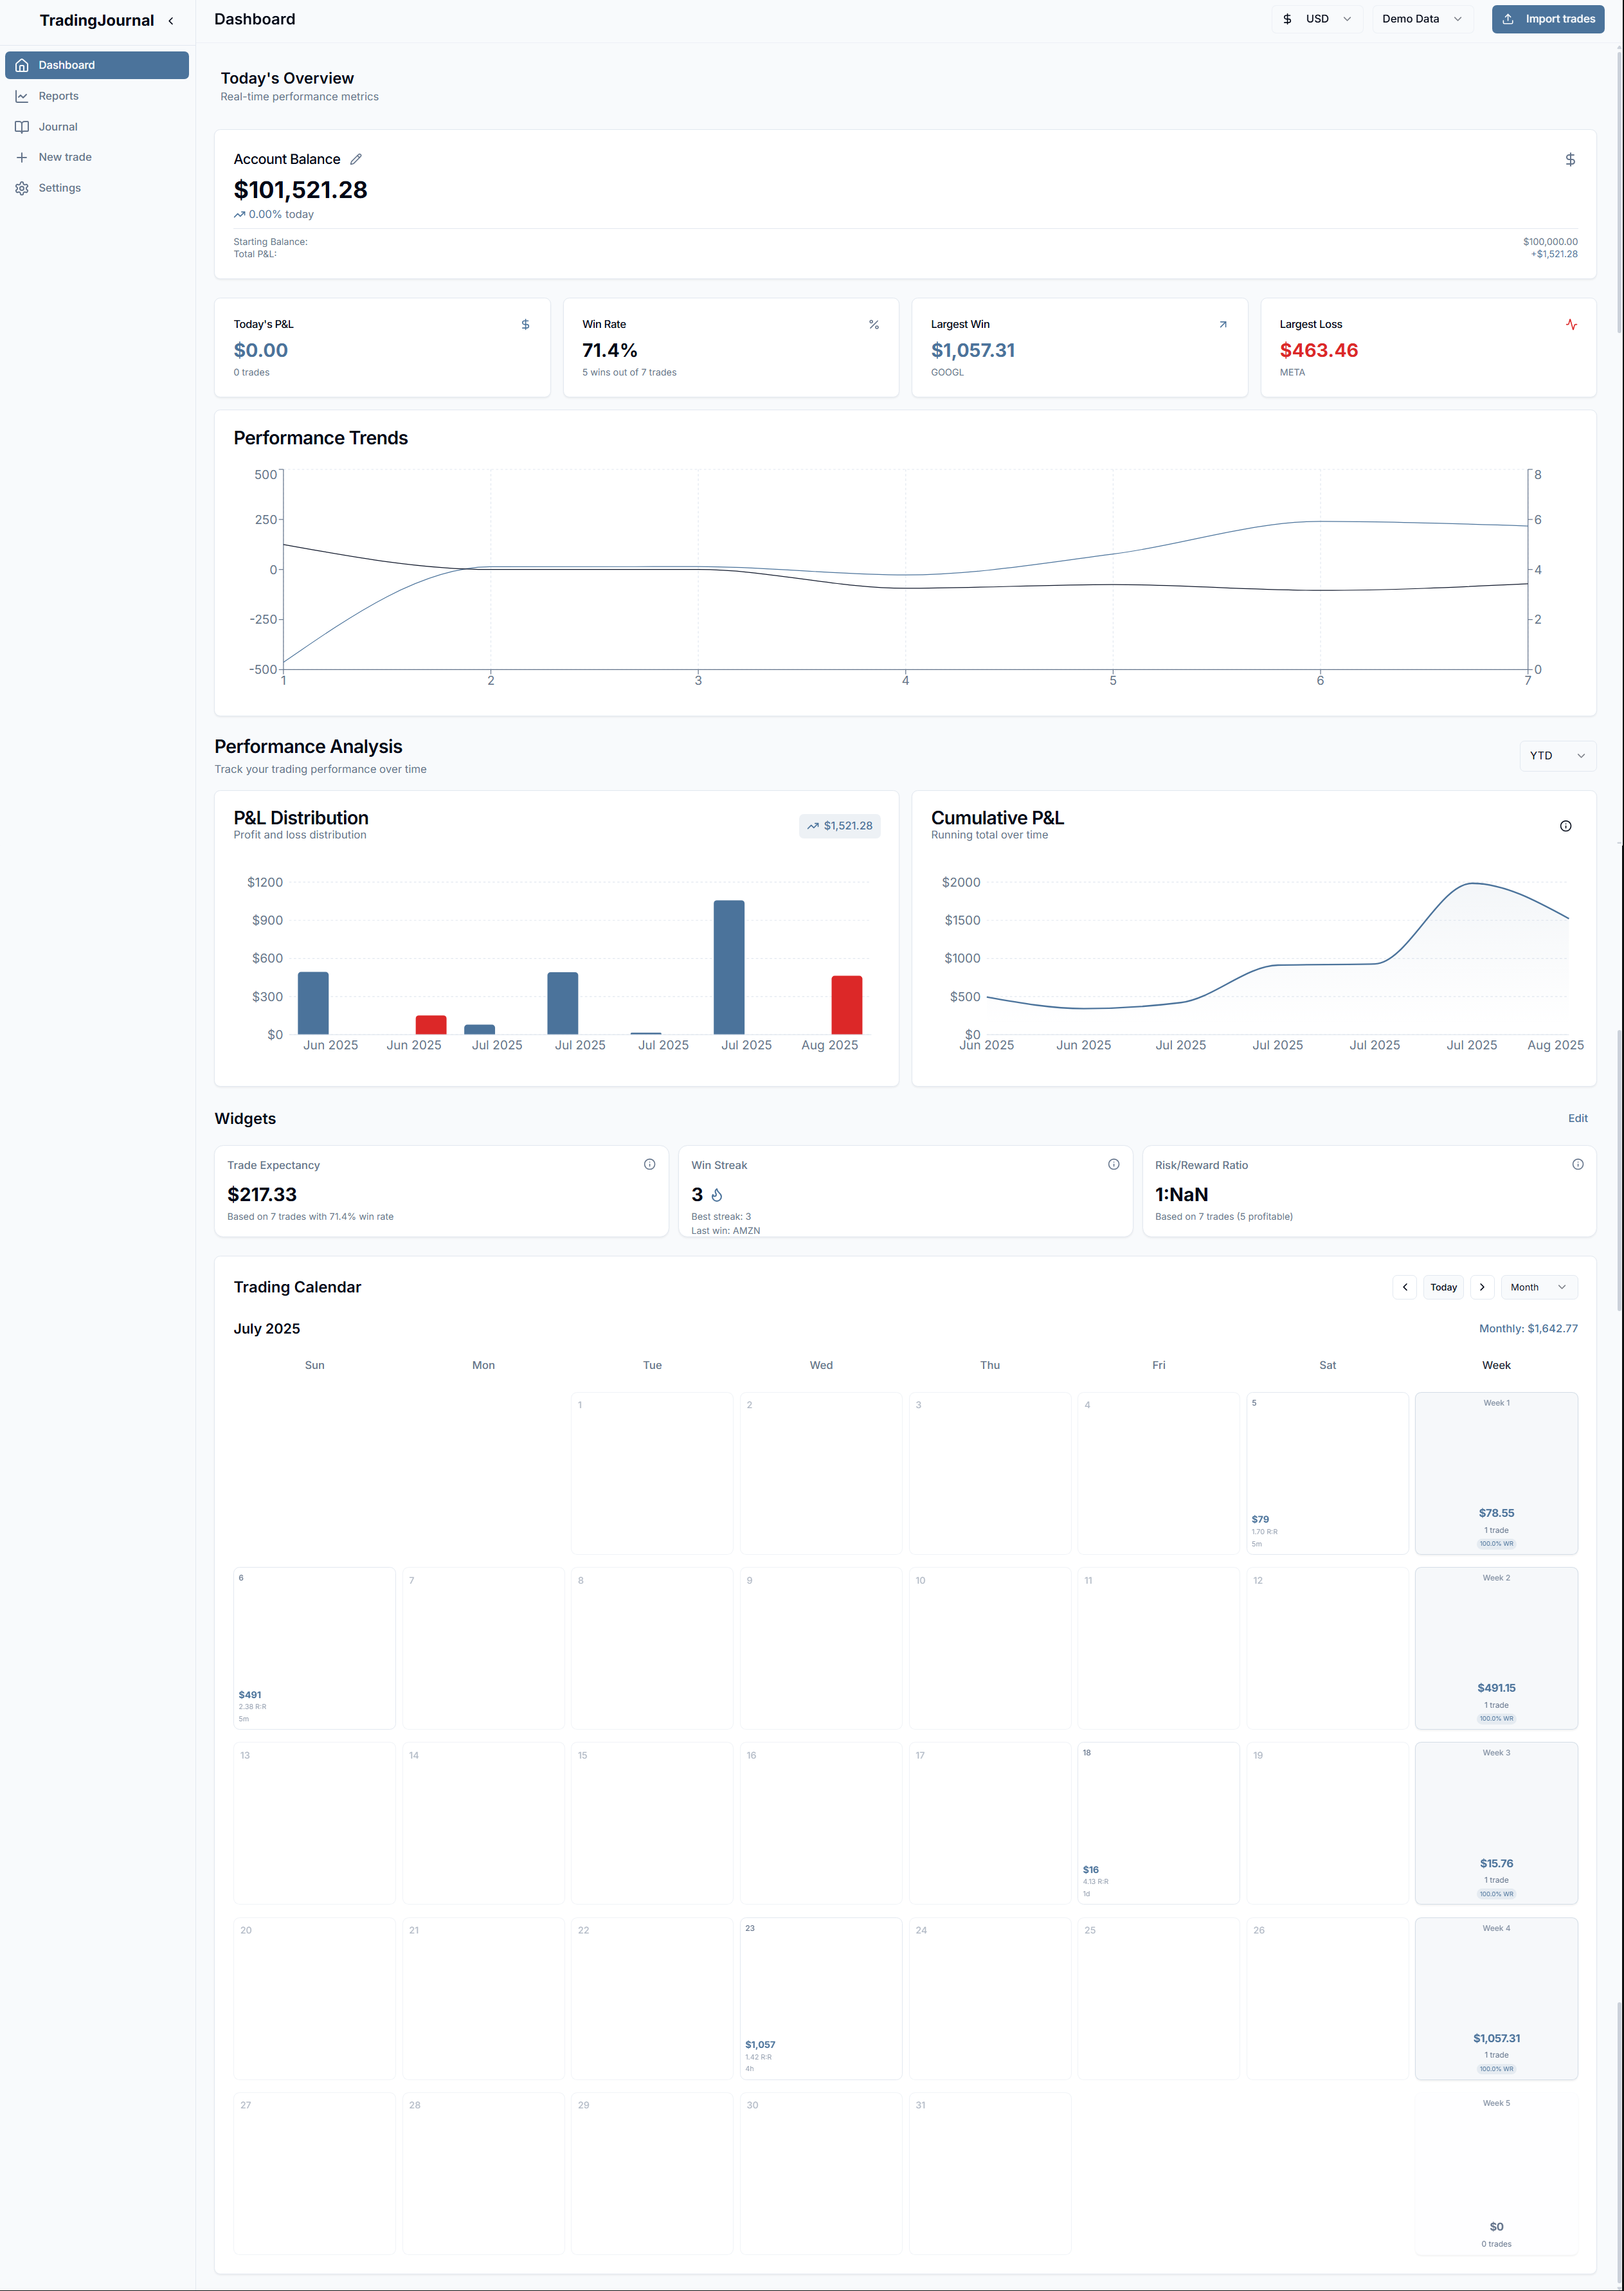 TradingJournal
Dashboard
USD
Demo Data
Import trades
Dashboard
Reports
Journal
New trade
Settings
Today's Overview
Real-time performance metrics
Account Balance
$101,521.28
0.00% today
Starting Balance: $100,000.00
Total P&L: +$1,521.28
Today's P&L
$0.00
0 trades
Win Rate
71.4%
5 wins out of 7 trades
Largest Win
$1,057.31
GOOGL
Largest Loss
$463.46
META
Performance Trends
500 8
250 6
0 4
-250 2
-500 0
1 2 3 4 5 6 7
Performance Analysis
Track your trading performance over time
YTD
P&L Distribution
Profit and loss distribution
$1,521.28
$1200
$900
$600
$300
$0
Jun 2025 Jun 2025 Jul 2025 Jul 2025 Jul 2025 Jul 2025 Aug 2025
Cumulative P&L
Running total over time
$2000
$1500
$1000
$500
$0
Jun 2025 Jun 2025 Jul 2025 Jul 2025 Jul 2025 Jul 2025 Aug 2025
Widgets
Edit
Trade Expectancy
$217.33
Based on 7 trades with 71.4% win rate
Win Streak
3
Best streak: 3
Last win: AMZN
Risk/Reward Ratio
1:NaN
Based on 7 trades (5 profitable)
Trading Calendar
Today
Month
July 2025
Monthly: $1,642.77
Sun Mon Tue Wed Thu Fri Sat Week
1 2 3 4 5 Week 1
$79
1.70 R:R
5m
$78.55
1 trade
100.0% WR
6 7 8 9 10 11 12 Week 2
$491
2.38 R:R
5m
$491.15
1 trade
100.0% WR
13 14 15 16 17 18 19 Week 3
$16
4.13 R:R
1d
$15.76
1 trade
100.0% WR
20 21 22 23 24 25 26 Week 4
$1,057
1.42 R:R
4h
$1,057.31
1 trade
100.0% WR
27 28 29 30 31 Week 5
$0
0 trades